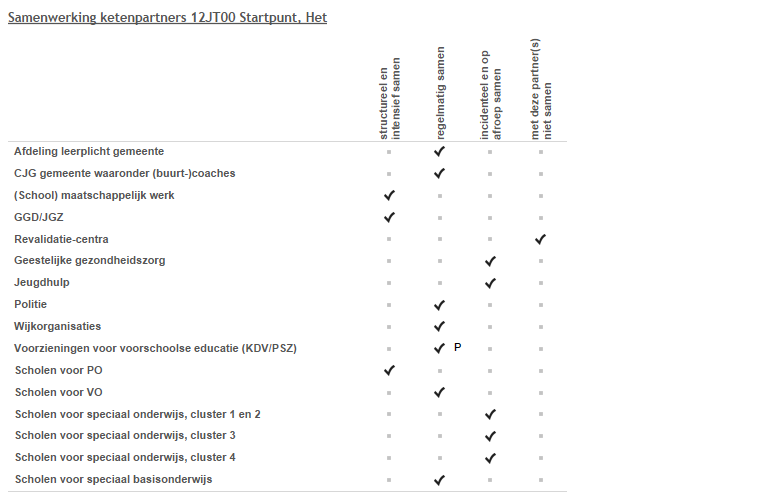 Samenwerking ketenpartners 12JT00 Startpunt, Het
structureel en
intensief samen
regelmatig samen
incidenteel en op
afroep samen
met deze partner(s)
niet samen
Afdeling leerplicht gemeente
CJG gemeente waaronder (buurt-)coaches
(School) maatschappelijk werk
GGD/JGZ
Revalidatie-centra
Geestelijke gezondheidszorg
Jeugdhulp
Politie
Wijkorganisaties
Voorzieningen voor voorschoolse educatie (KDV/PSZ) P
Scholen voor PO
Scholen voor VO
Scholen voor speciaal onderwijs, cluster 1 en 2
Scholen voor speciaal onderwijs, cluster 3
Scholen voor speciaal onderwijs, cluster 4
Scholen voor speciaal basisonderwijs